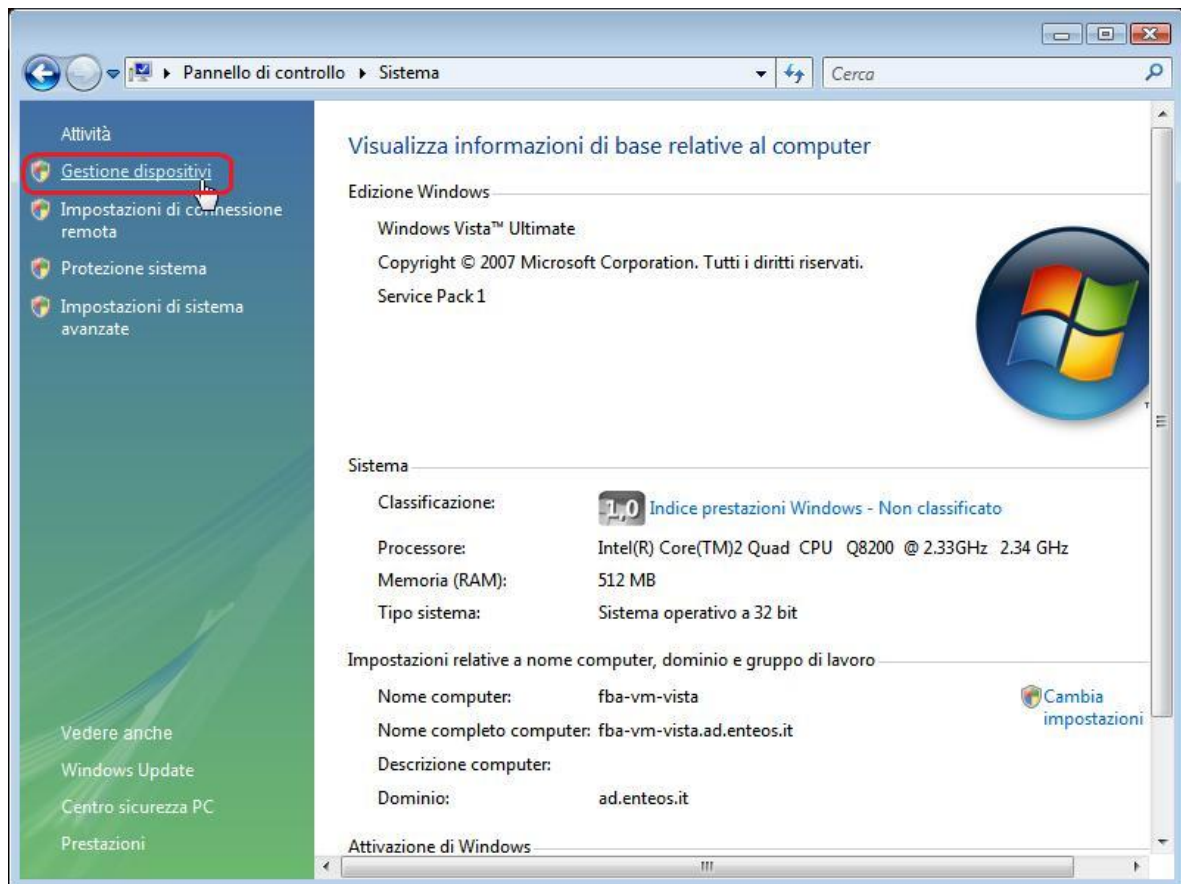 Pannello di controllo
Sistema
Cerca
Attività
Gestione dispositivi
Impostazioni di connessione
remota
Protezione sistema
Impostazioni di sistema
avanzate
Vedere anche
Windows Update
Centro sicurezza PC
Prestazioni
Visualizza informazioni di base relative al computer
Edizione Windows
Windows Vista™ Ultimate
Copyright © 2007 Microsoft Corporation. Tutti i diritti riservati.
Service Pack 1
Sistema
Classificazione: 1,0 Indice prestazioni Windows - Non classificato
Processore: Intel(R) Core(TM)2 Quad CPU Q8200 @ 2.33GHz 2.34 GHz
Memoria (RAM): 512 MB
Tipo sistema: Sistema operativo a 32 bit
Impostazioni relative a nome computer, dominio e gruppo di lavoro
Nome computer: fba-vm-vista
Cambia
impostazioni
Nome completo computer: fba-vm-vista.ad.enteos.it
Descrizione computer:
Dominio: ad.enteos.it
Attivazione di Windows